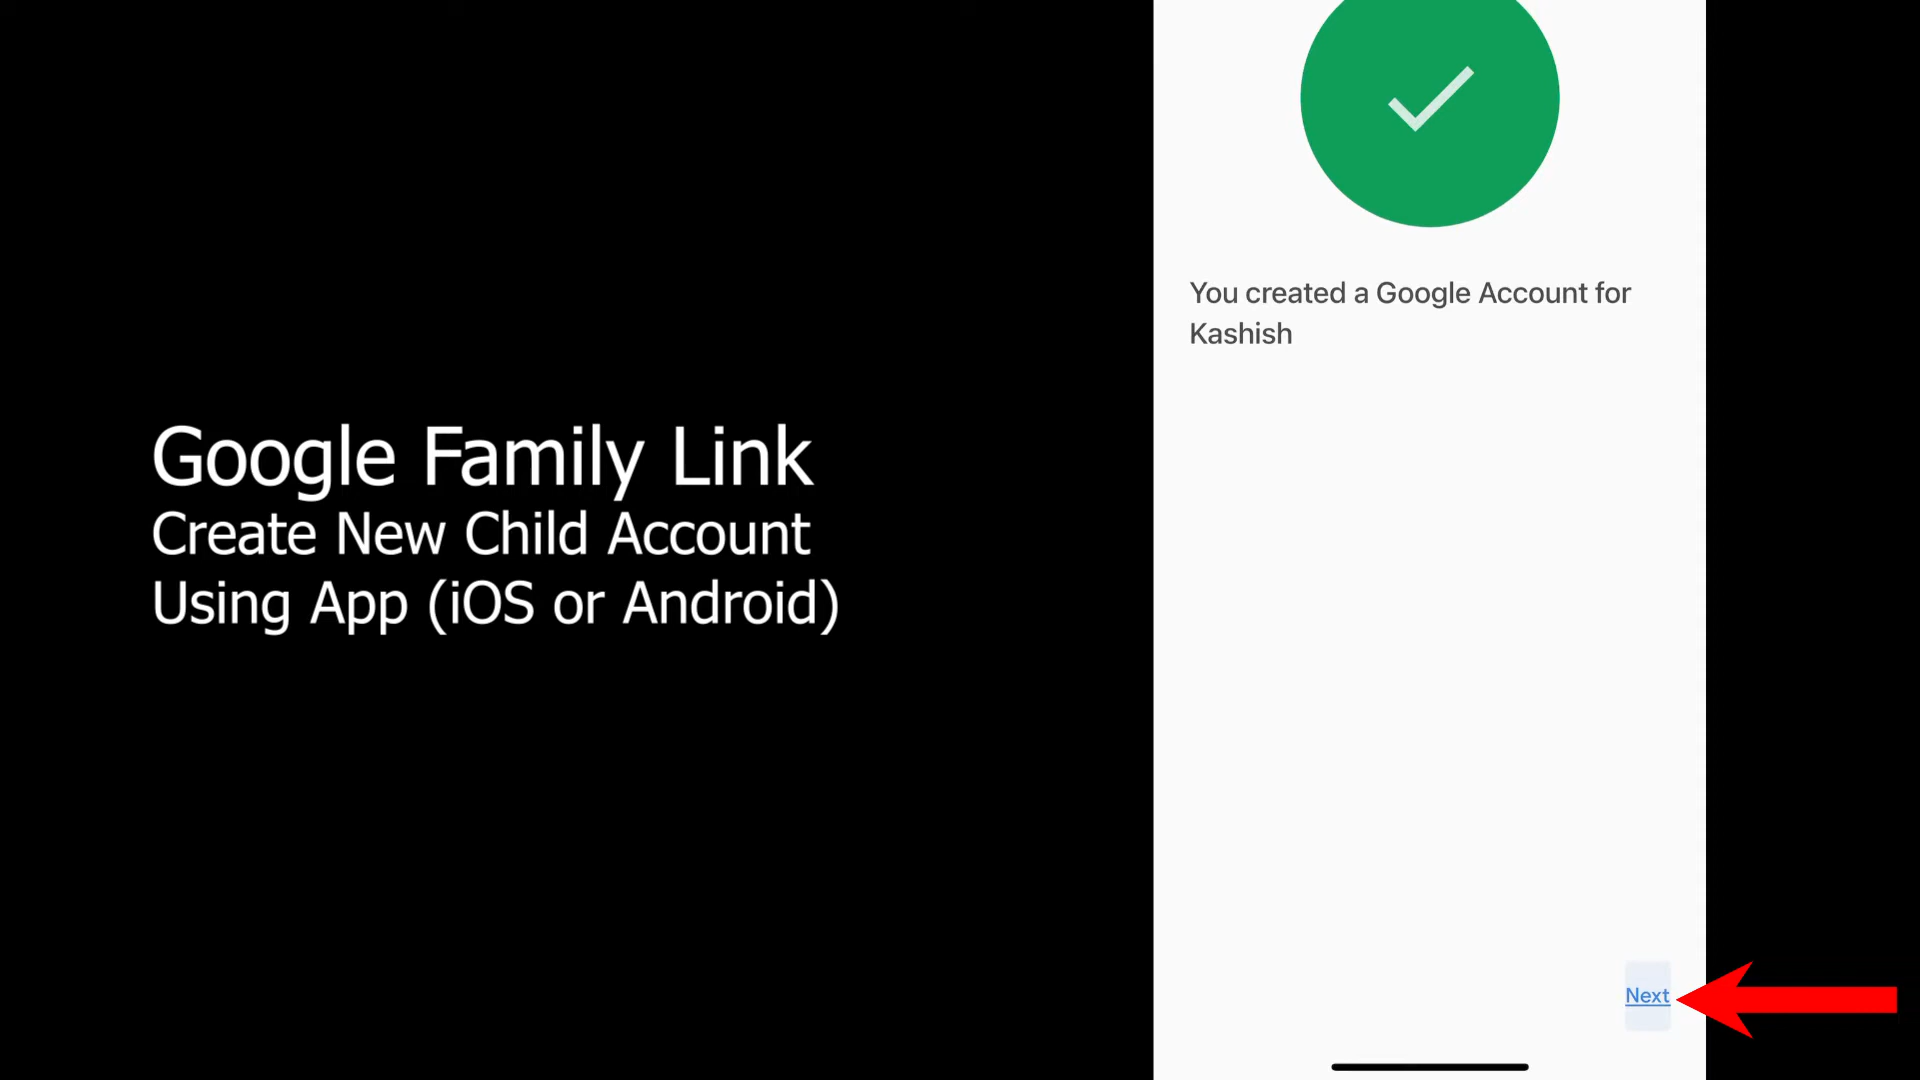 Google Family Link
Create New Child Account
Using App (iOS or Android)
You created a Google Account for
Kashish
Next